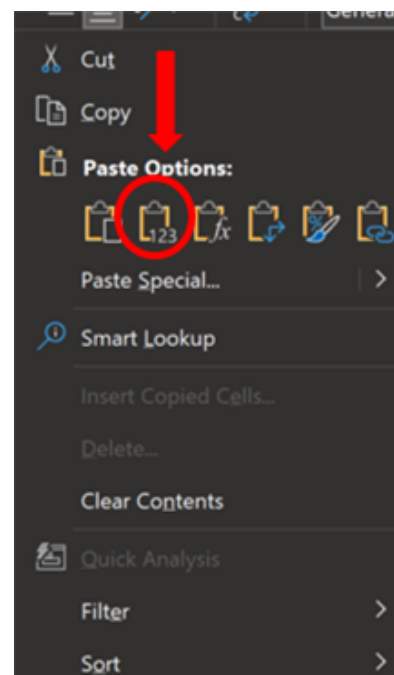 Cut
Copy
Paste Options:
123 fx %
Paste Special...
Smart Lookup
Insert Copied Cells...
Delete...
Clear Contents
Quick Analysis
Filter
Sort